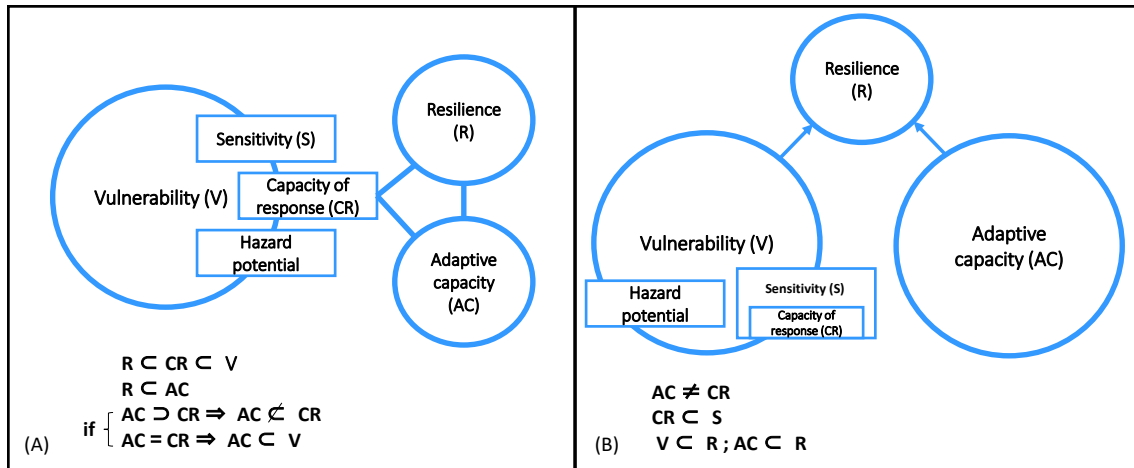 Sensitivity (S)
Vulnerability (V)
Capacity of
response (CR)
Hazard
potential
Resilience
(R)
Adaptive
capacity
(AC)
R ⊂ CR ⊂ V
R ⊂ AC
if
AC ⊃ CR ⇒ AC ⊄ CR
AC = CR ⇒ AC ⊂ V
(A)
Resilience
(R)
Vulnerability (V)
Adaptive
capacity (AC)
Hazard
potential
Sensitivity (S)
Capacity of
response (CR)
AC ≠ CR
CR ⊂ S
V ⊂ R ; AC ⊂ R
(B)